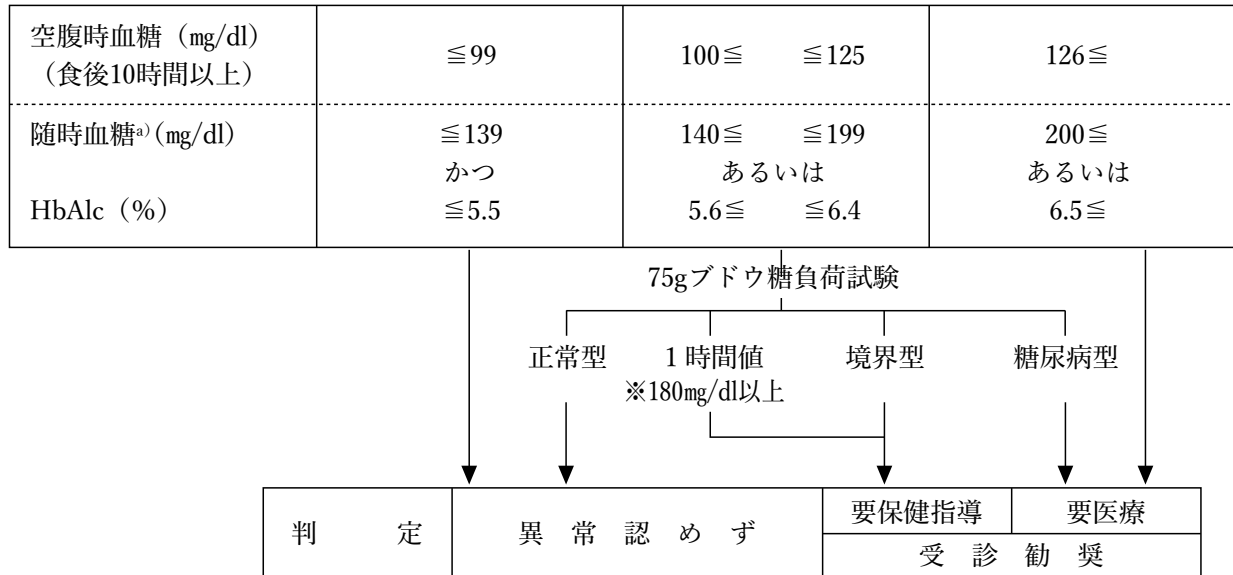 空腹時血糖（㎎/dl） ≦99 100≦ ≦125 126≦
（食後10時間以上）
随時血糖a)（㎎/dl） ≦139 140≦ ≦199 200≦
かつ あるいは あるいは
HbAlc（%） ≦5.5 5.6≦ ≦6.4 6.5≦
75gブドウ糖負荷試験
正常型 1時間値 境界型 糖尿病型
※180㎎/dl以上
判定 異常認めず 要保健指導 要医療
受診勧奨